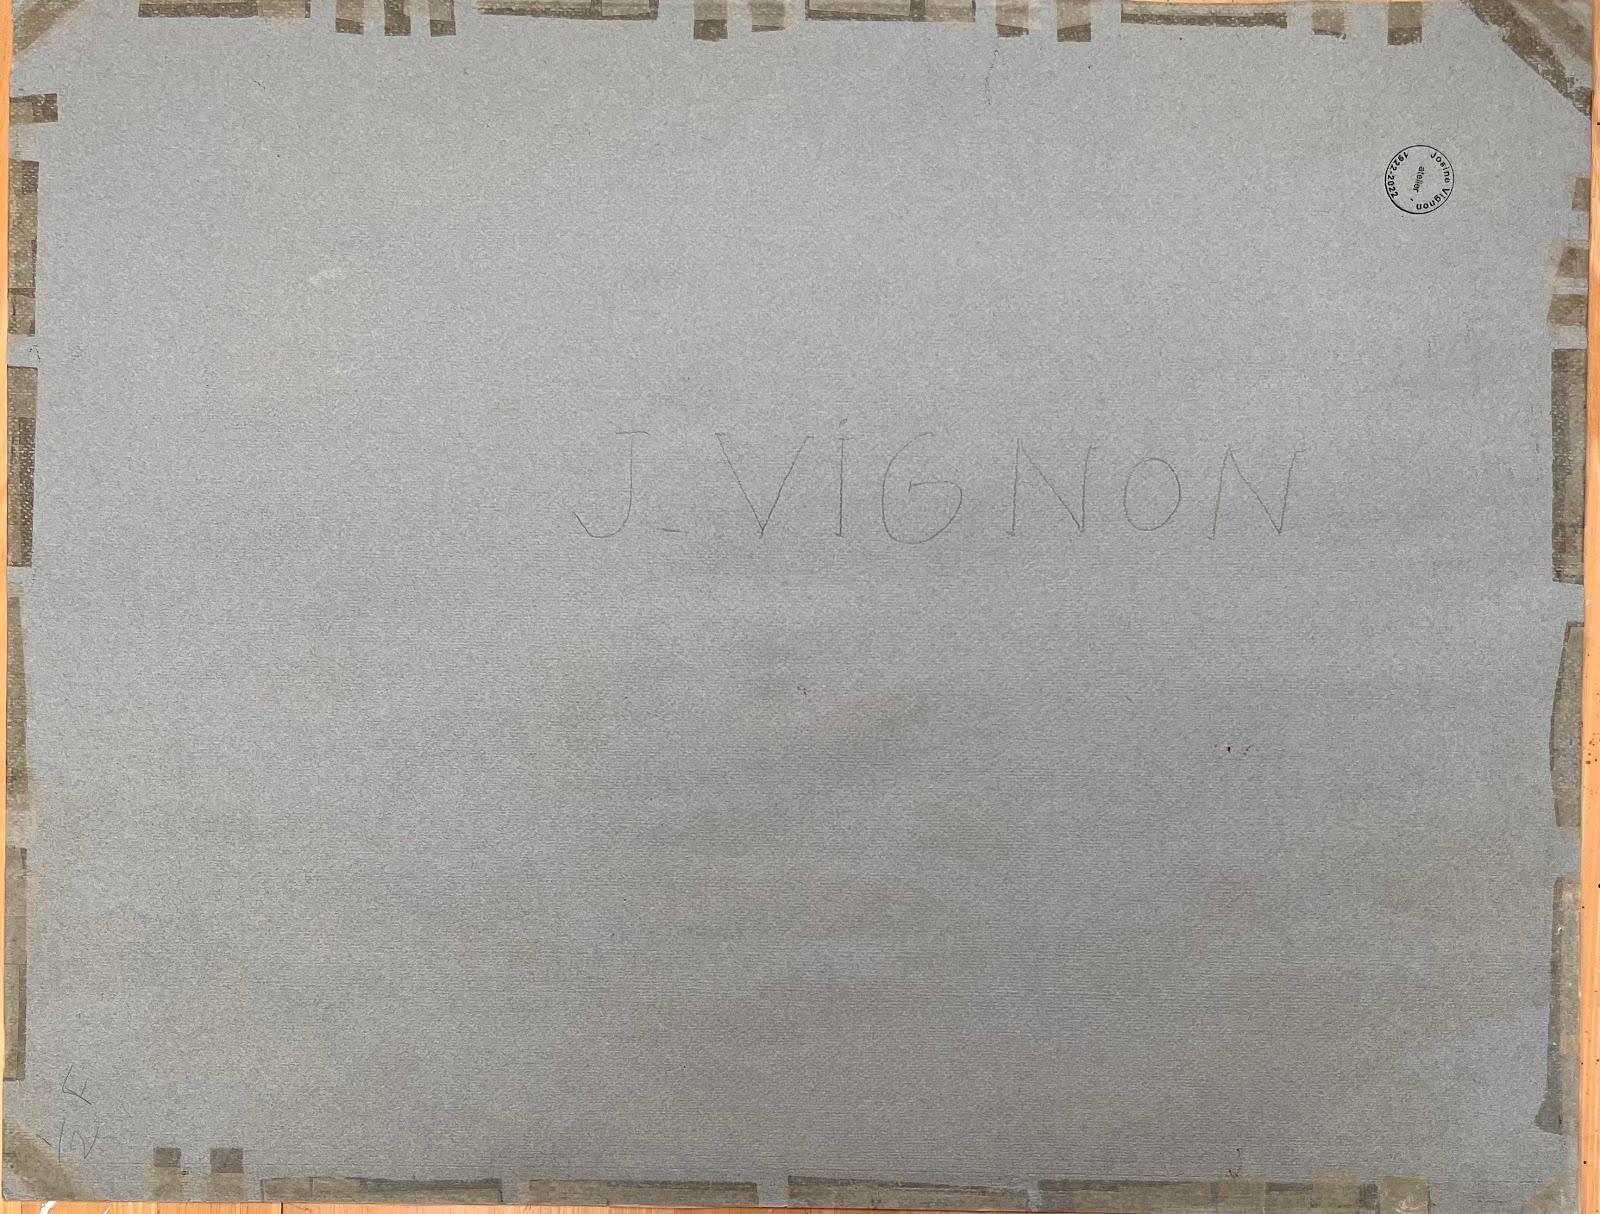 Josine Vignon
atelier
1922-2022
J-VIGNON